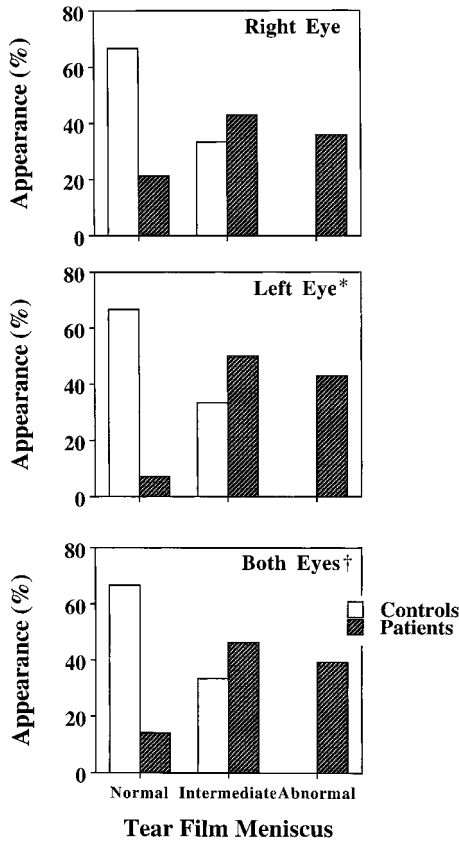 Right Eye
Appearance (%)
80
60
40
20
0
Left Eye*
Appearance (%)
80
60
40
20
0
Both Eyes†
Appearance (%)
80
60
40
20
0
Controls
Patients
Normal Intermediate Abnormal
Tear Film Meniscus